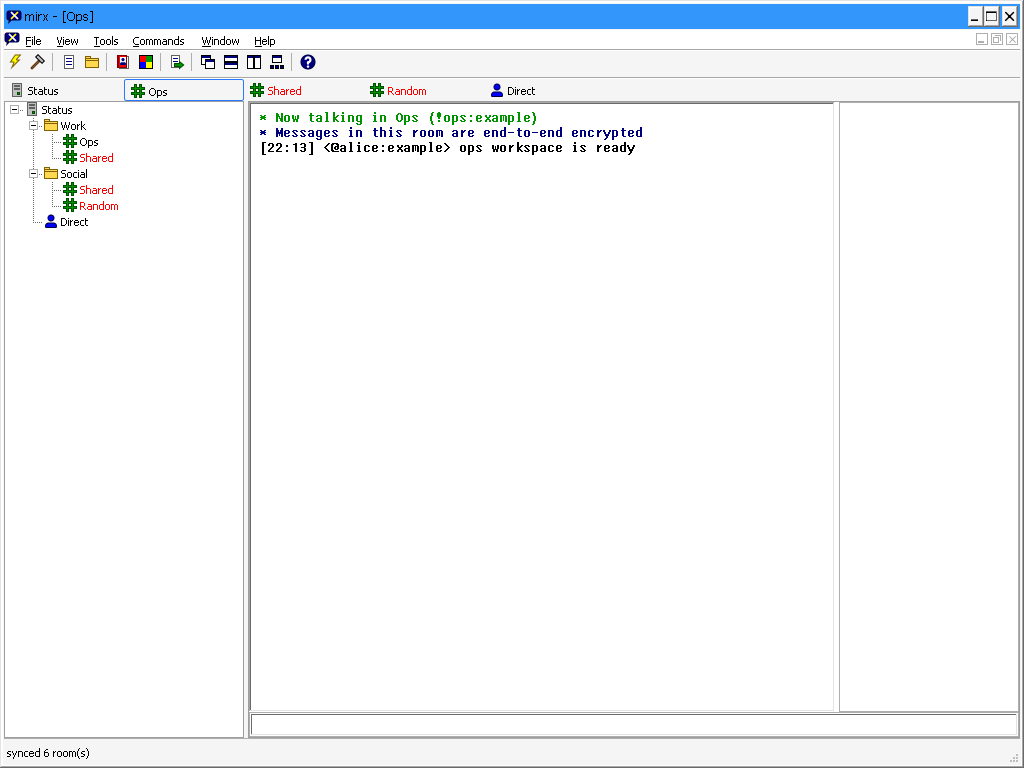 mirx - [Ops]
File View Tools Commands Window Help
Status Ops Shared Random Direct
Status
Work
Ops
Shared
Social
Shared
Random
Direct
* Now talking in Ops (!ops:example)
* Messages in this room are end-to-end encrypted
[22:13] <@alice:example> ops workspace is ready
synced 6 room(s)